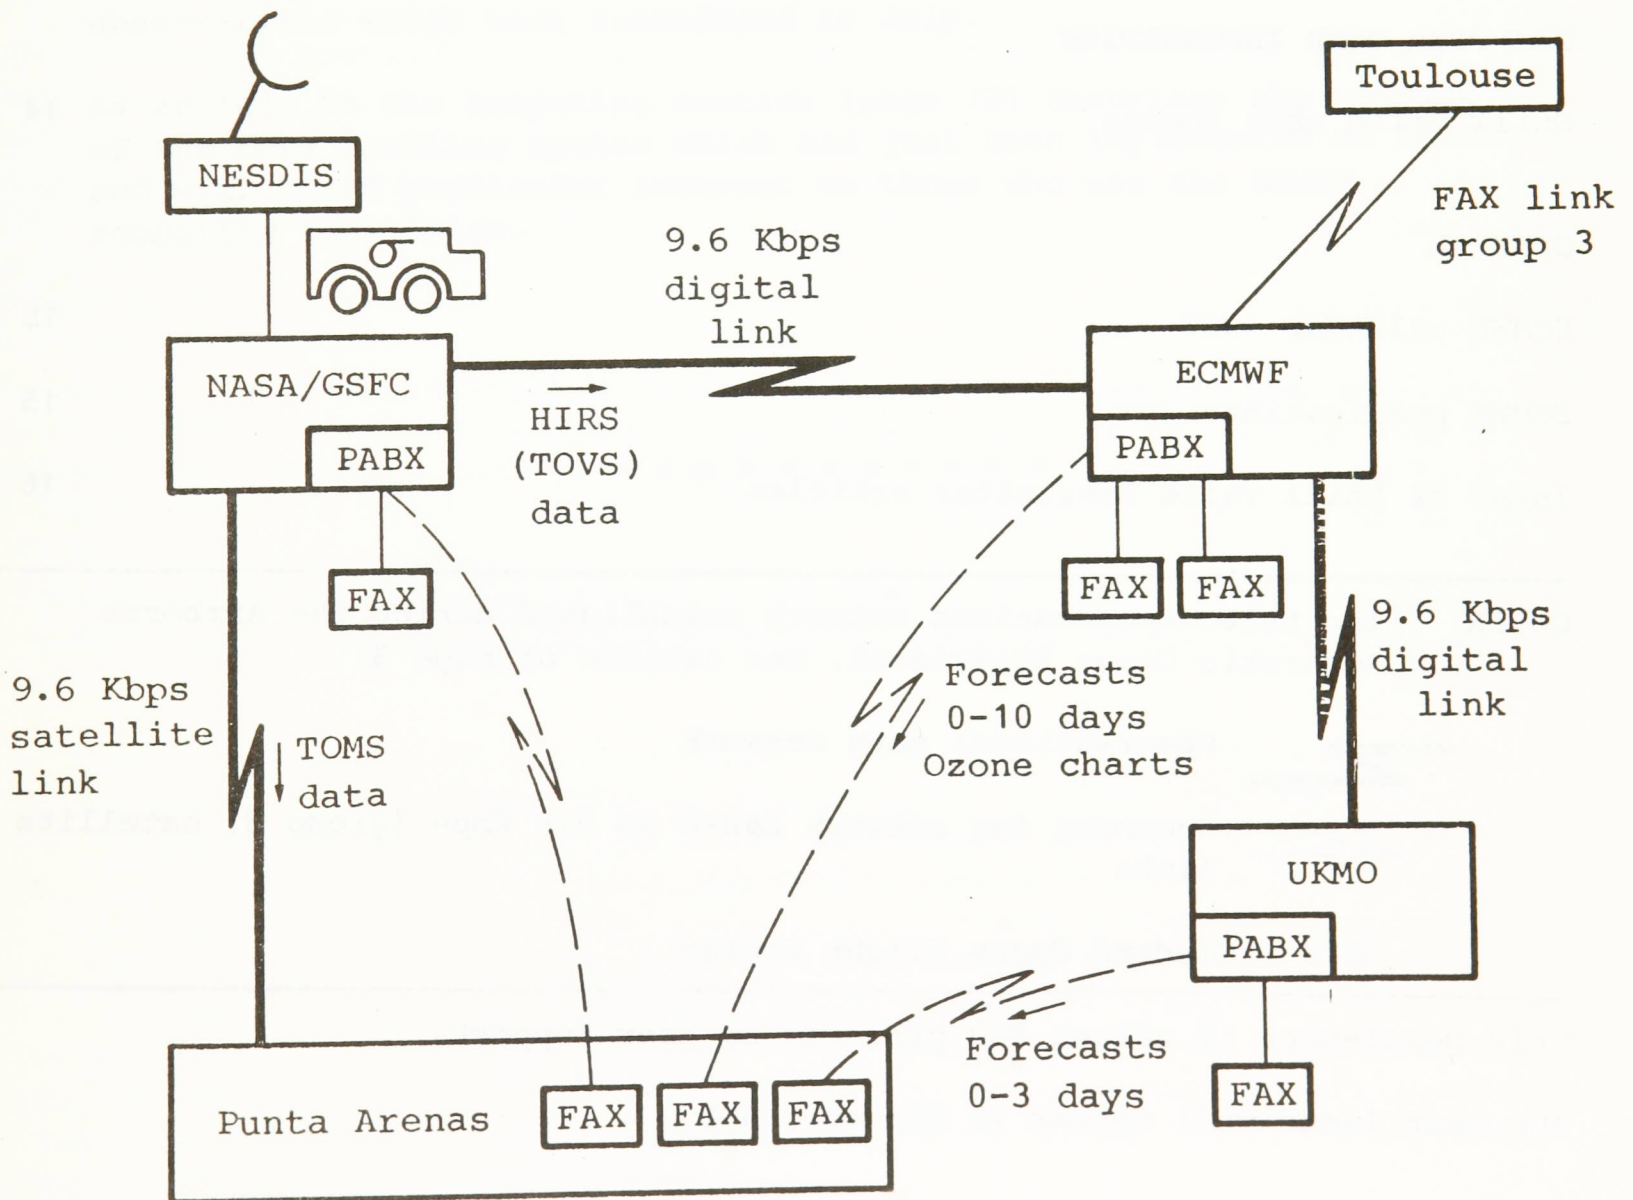 Toulouse
NESDIS
FAX link
group 3
9.6 Kbps
digital
link
NASA/GSFC
PABX
HIRS
(TOVS)
data
ECMWF
PABX
FAX
FAX
FAX
9.6 Kbps
satellite
link
TOMS
data
Forecasts
0-10 days
Ozone charts
9.6 Kbps
digital
link
UKMO
PABX
FAX
Forecasts
0-3 days
Punta Arenas
FAX
FAX
FAX